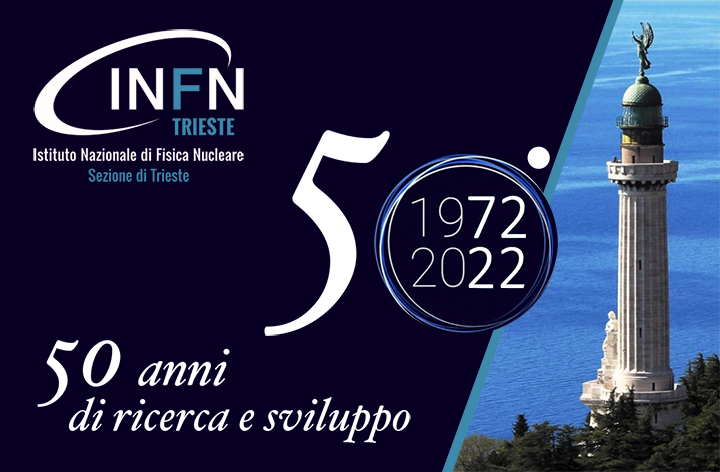 INFN
TRIESTE
Istituto Nazionale di Fisica Nucleare
Sezione di Trieste
50°
1972
2022
50 anni
di ricerca e sviluppo